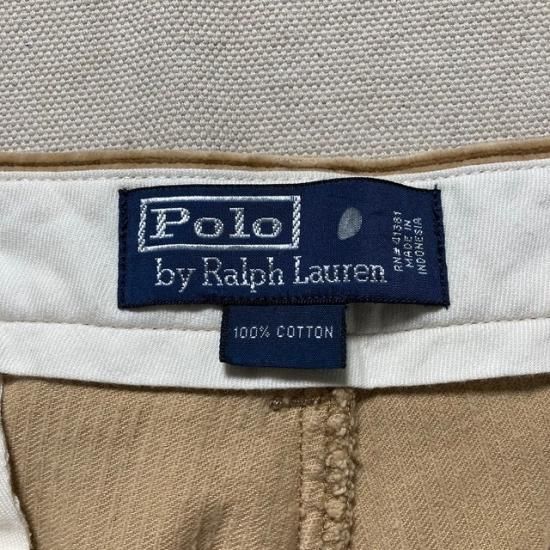 Polo
by Ralph Lauren
RN# 41381
MADE IN
INDONESIA
100% COTTON